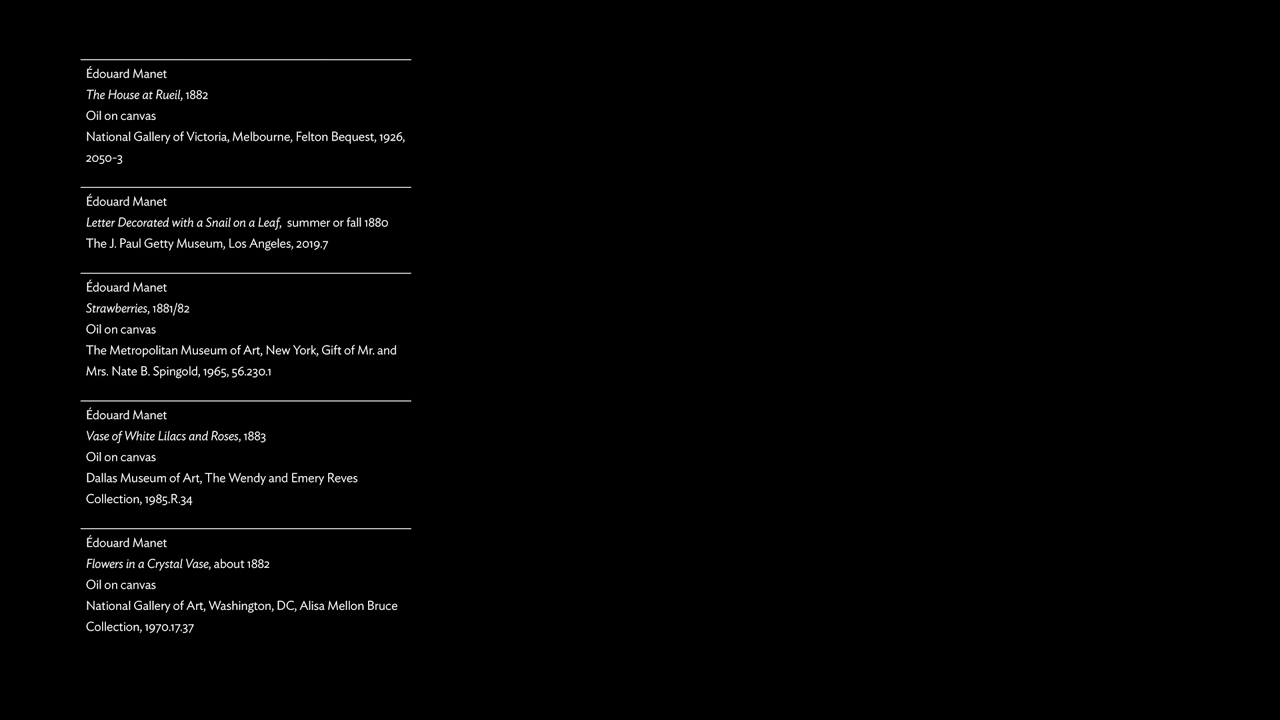 Édouard Manet
The House at Rueil, 1882
Oil on canvas
National Gallery of Victoria, Melbourne, Felton Bequest, 1926,
2050-3
Édouard Manet
Letter Decorated with a Snail on a Leaf,  summer or fall 1880
The J. Paul Getty Museum, Los Angeles, 2019.7
Édouard Manet
Strawberries, 1881/82
Oil on canvas
The Metropolitan Museum of Art, New York, Gift of Mr. and
Mrs. Nate B. Spingold, 1965, 56.230.1
Édouard Manet
Vase of White Lilacs and Roses, 1883
Oil on canvas
Dallas Museum of Art, The Wendy and Emery Reves
Collection, 1985.R.34
Édouard Manet
Flowers in a Crystal Vase, about 1882
Oil on canvas
National Gallery of Art, Washington, DC, Alisa Mellon Bruce
Collection, 1970.17.37